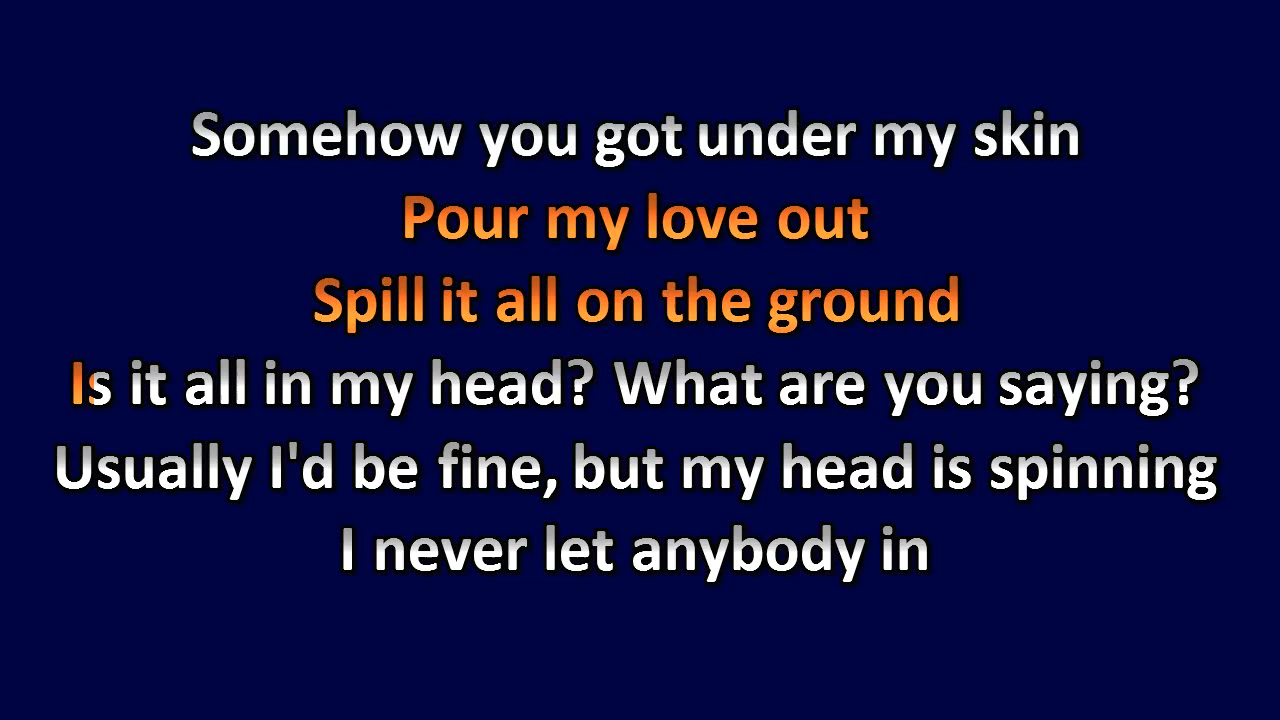 Somehow you got under my skin
Pour my love out
Spill it all on the ground
Is it all in my head? What are you saying?
Usually I'd be fine, but my head is spinning
I never let anybody in